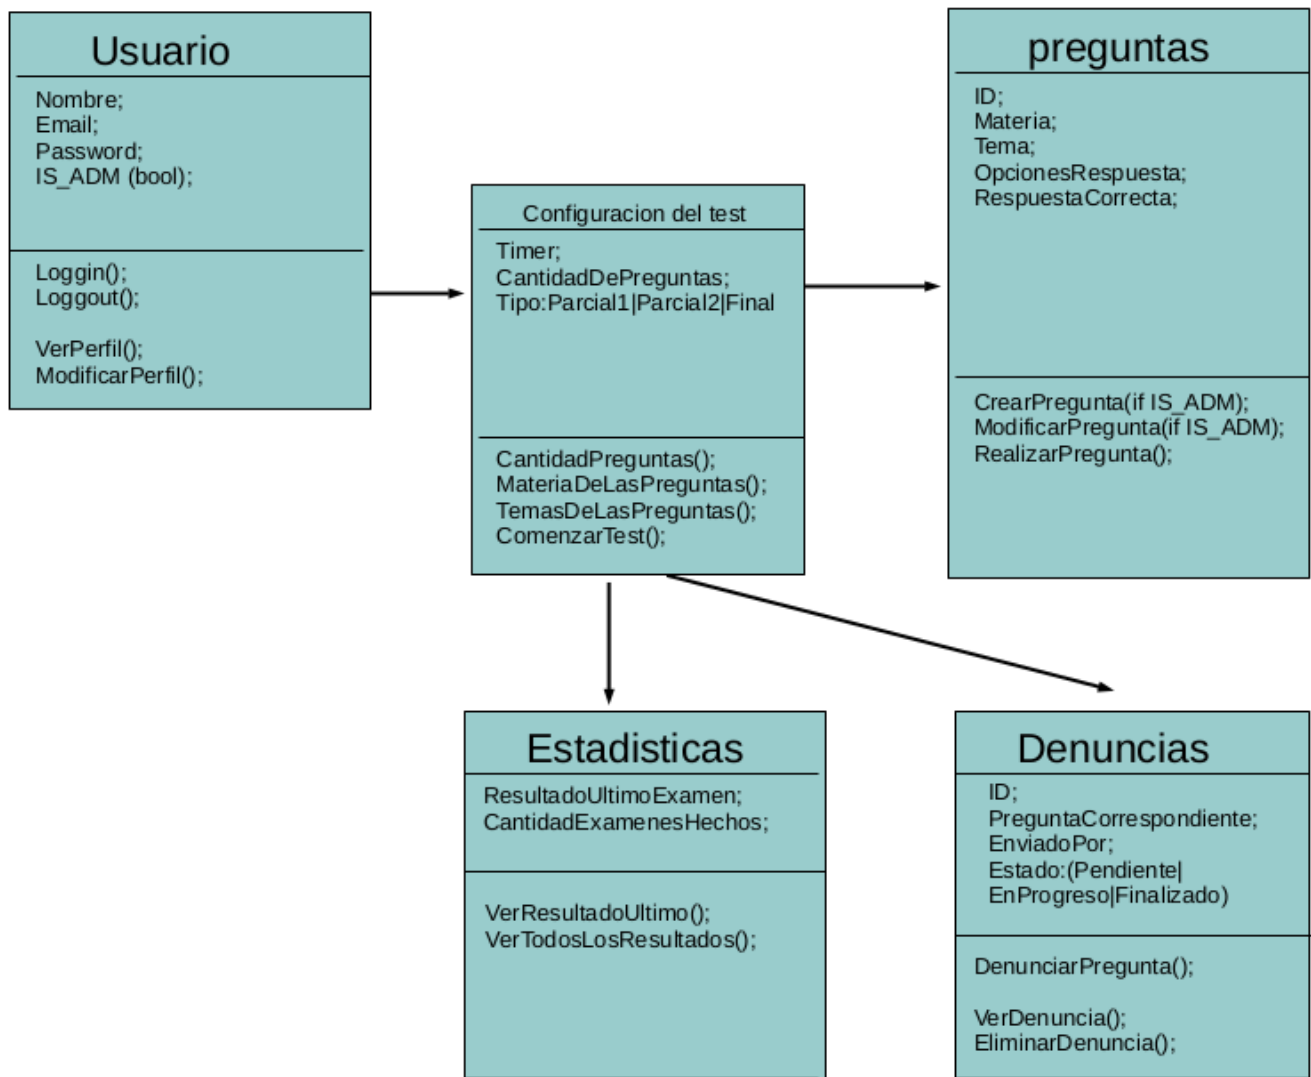 Usuario
Nombre;
Email;
Password;
IS_ADM (bool);
Loggin();
Loggout();
VerPerfil();
ModificarPerfil();
Configuracion del test
Timer;
CantidadDePreguntas;
Tipo:Parcial1|Parcial2|Final
CantidadPreguntas();
MateriaDeLasPreguntas();
TemasDeLasPreguntas();
ComenzarTest();
preguntas
ID;
Materia;
Tema;
OpcionesRespuesta;
RespuestaCorrecta;
CrearPregunta(if IS_ADM);
ModificarPregunta(if IS_ADM);
RealizarPregunta();
Estadisticas
ResultadoUltimoExamen;
CantidadExamenesHechos;
VerResultadoUltimo();
VerTodosLosResultados();
Denuncias
ID;
PreguntaCorrespondiente;
EnviadoPor;
Estado:(Pendiente|
EnProgreso|Finalizado)
DenunciarPregunta();
VerDenuncia();
EliminarDenuncia();